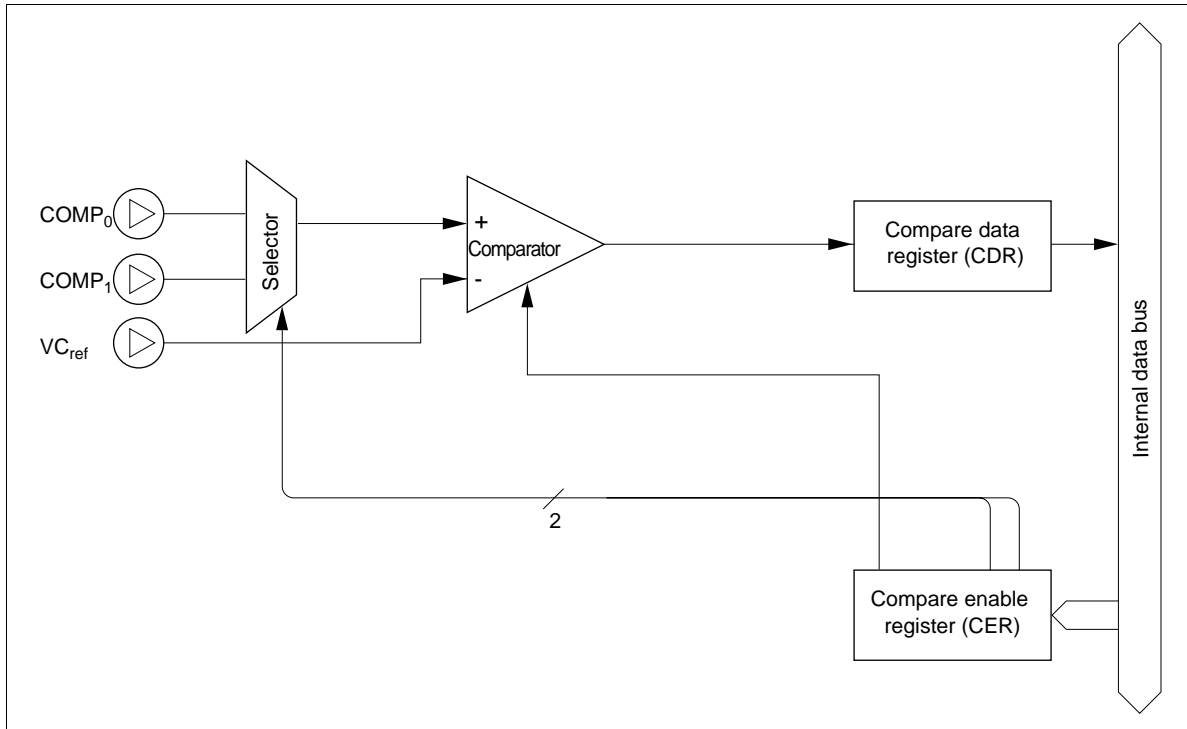 COMP0
COMP1
VCref
Selector
+
Comparator
-
Compare data
register (CDR)
Internal data bus
2
Compare enable
register (CER)